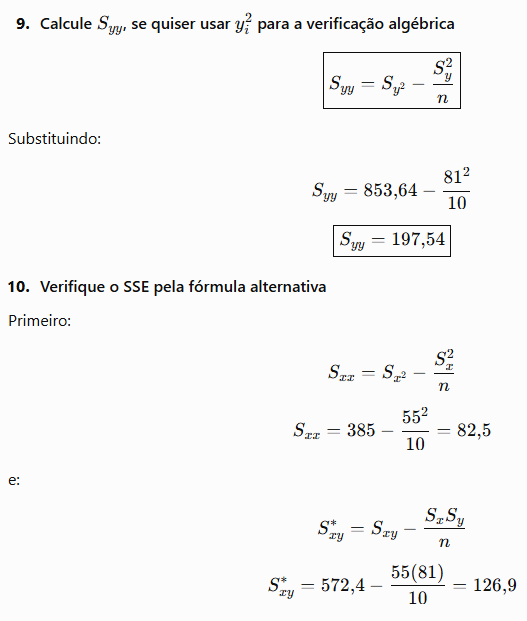 9. Calcule $S_{yy}$, se quiser usar $y_i^2$ para a verificação algébrica
$S_{yy} = S_{y^2} - \frac{S_y^2}{n}$
Substituindo:
$S_{yy} = 853,64 - \frac{81^2}{10}$
$S_{yy} = 197,54$
10. Verifique o SSE pela fórmula alternativa
Primeiro:
$S_{xx} = S_{x^2} - \frac{S_x^2}{n}$
$S_{xx} = 385 - \frac{55^2}{10} = 82,5$
e:
$S_{xy}^* = S_{xy} - \frac{S_x S_y}{n}$
$S_{xy}^* = 572,4 - \frac{55(81)}{10} = 126,9$